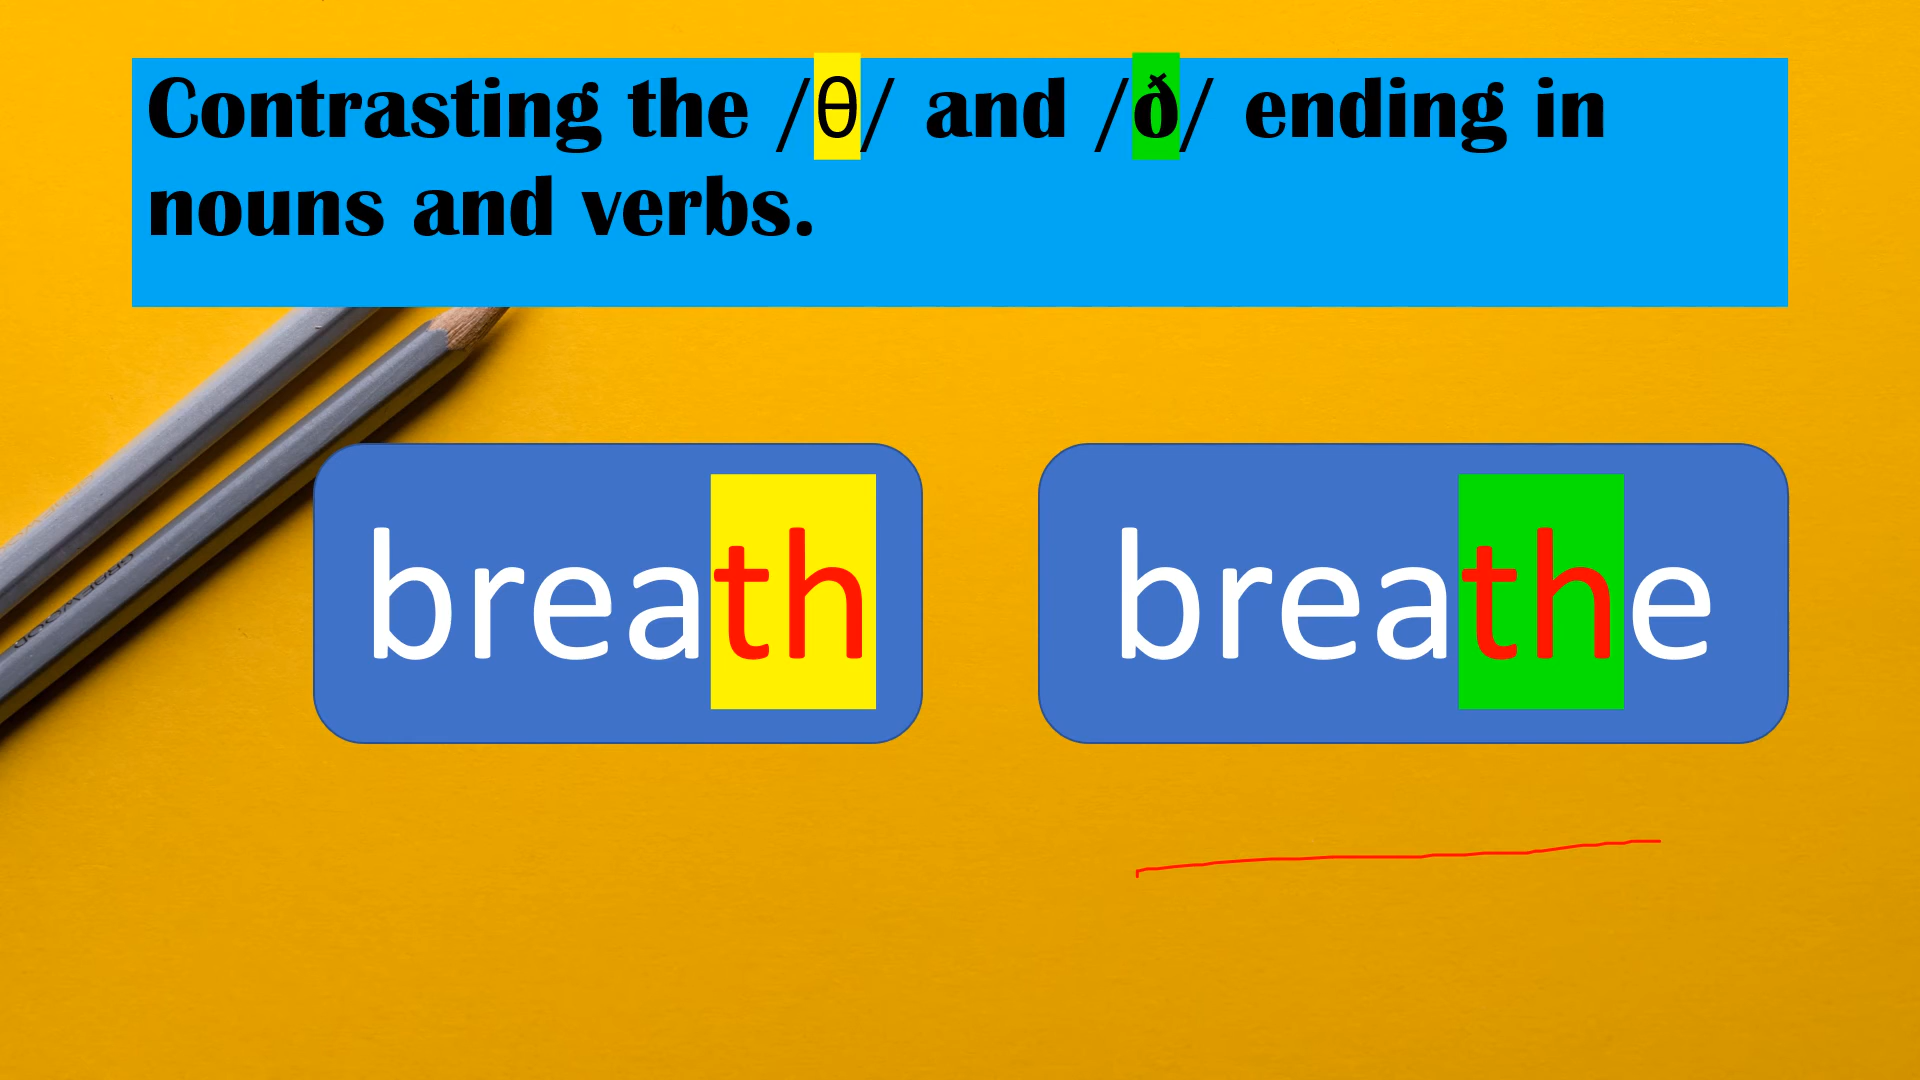 Contrasting the /θ/ and /ð/ ending in
nouns and verbs.
breath
breathe